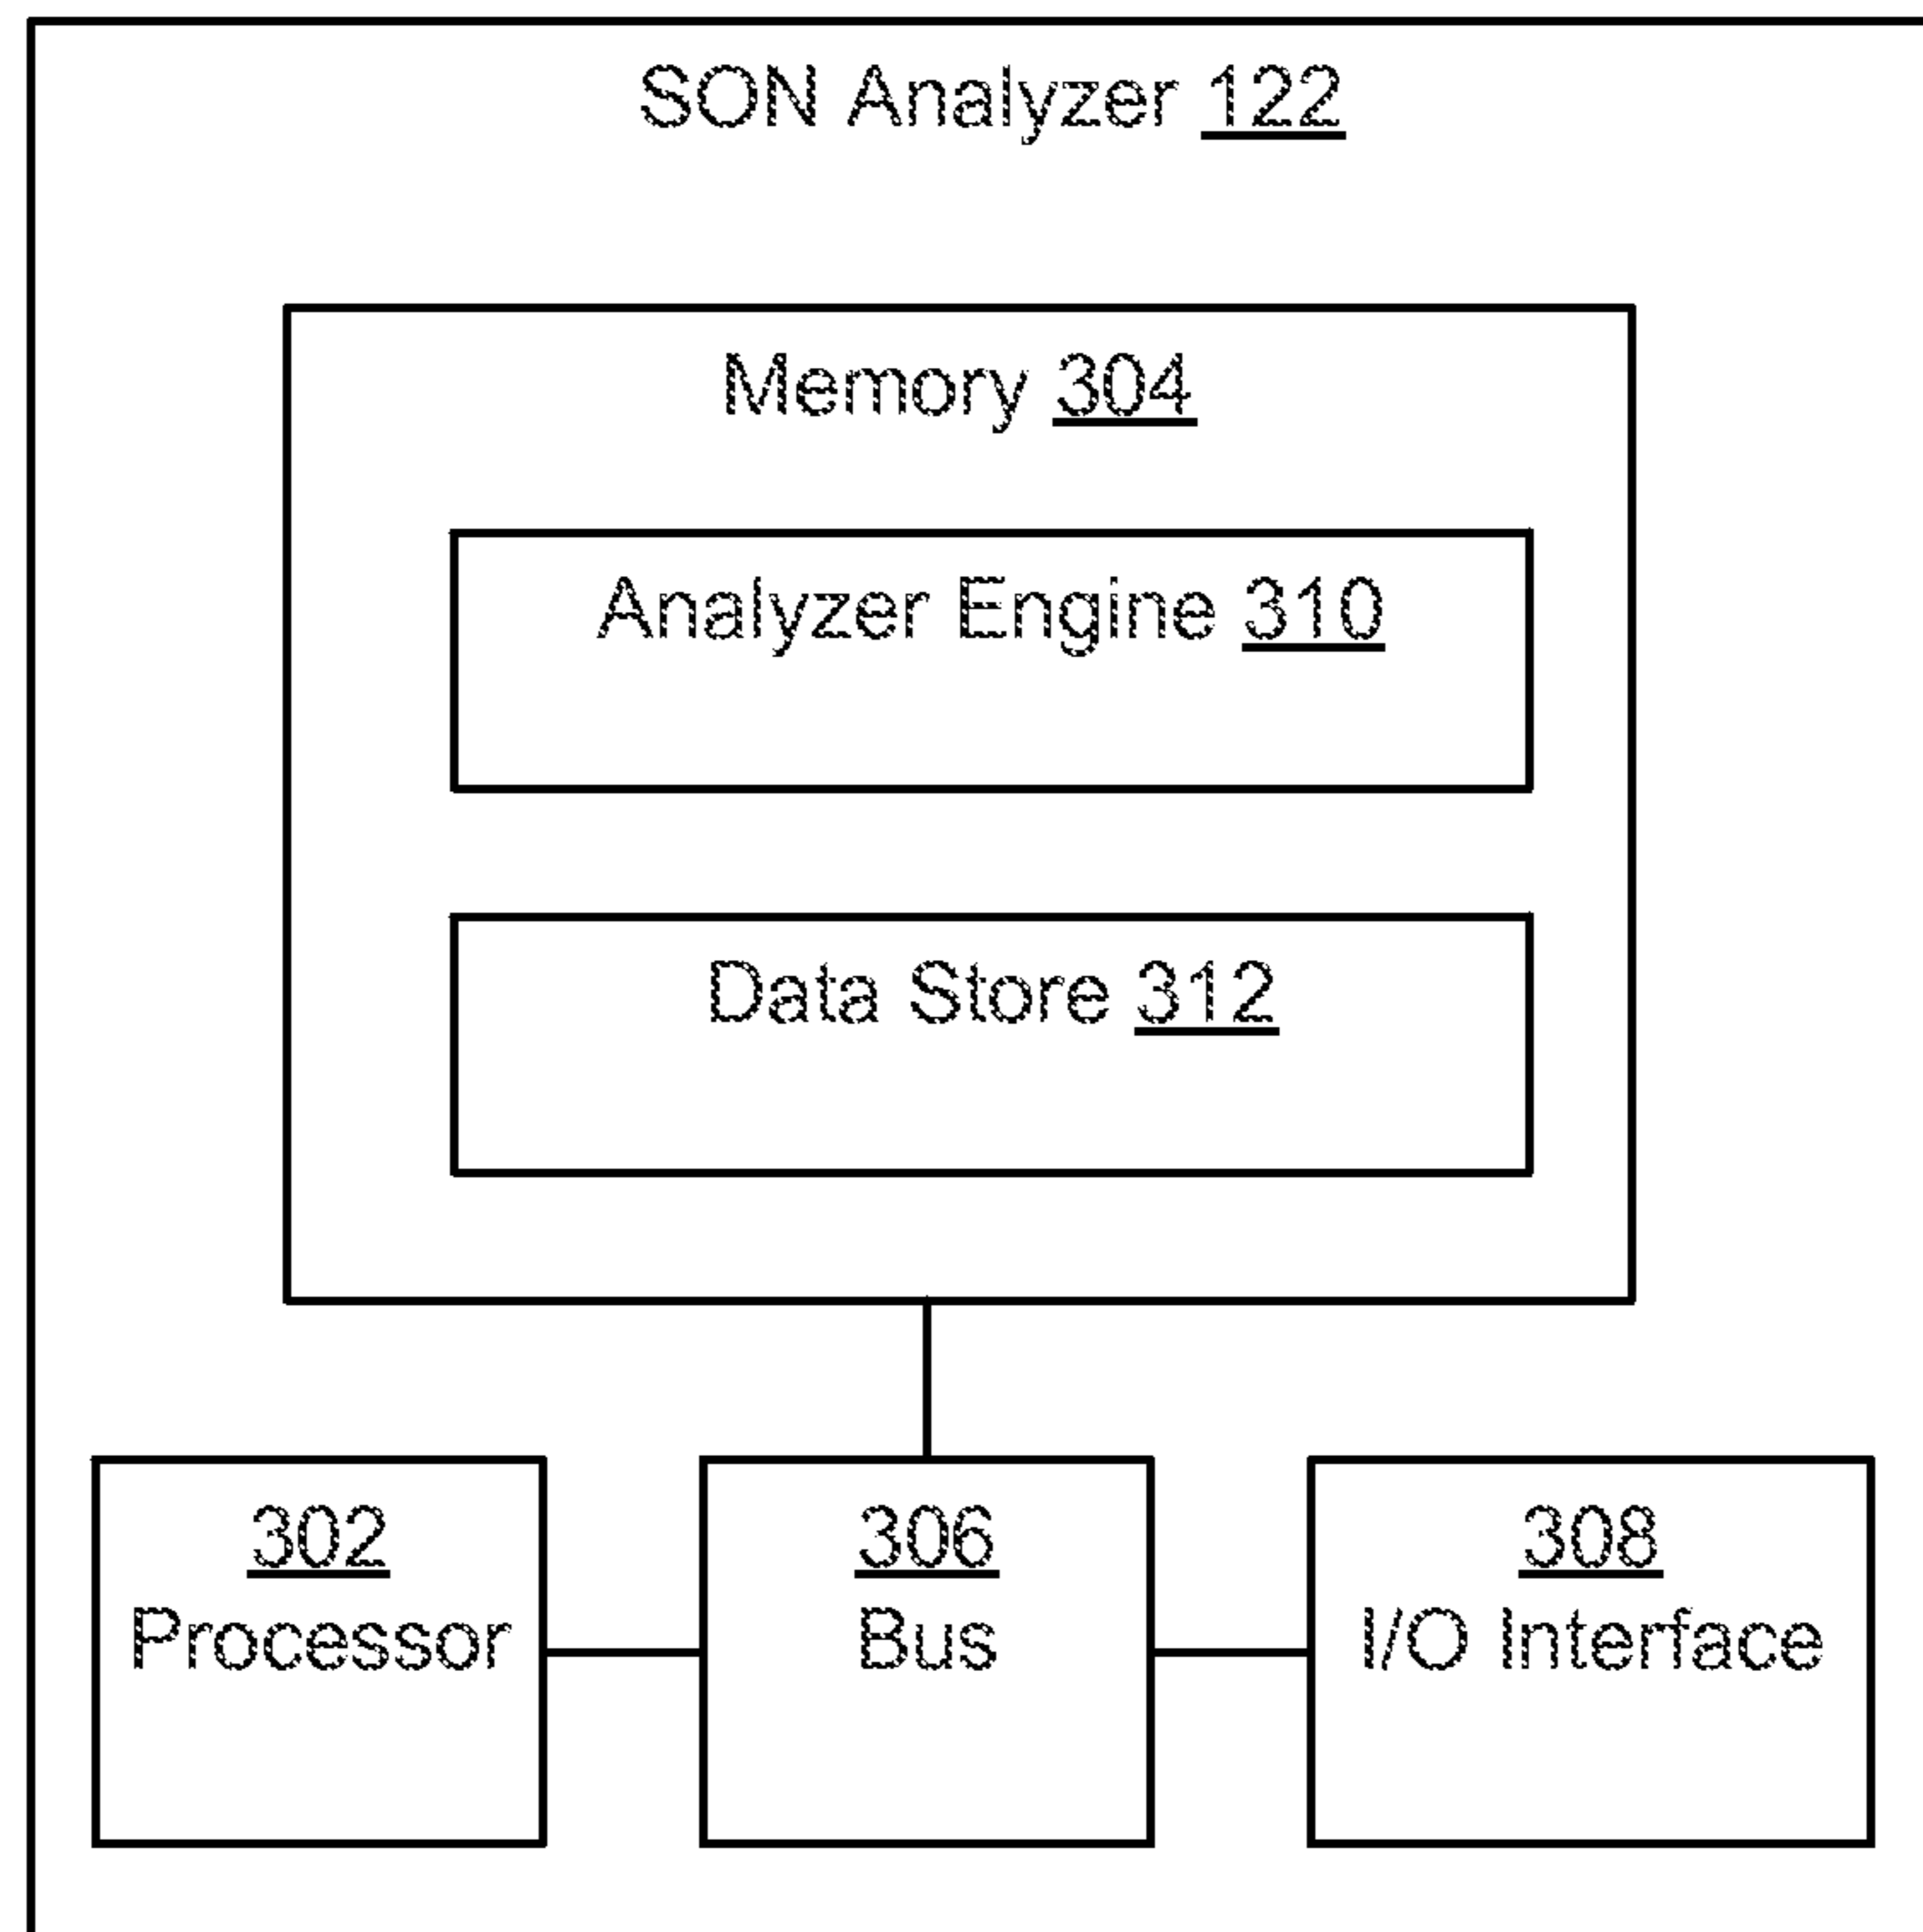 SON Analyzer 122
Memory 304
Analyzer Engine 310
Data Store 312
302
Processor
306
Bus
308
I/O Interface